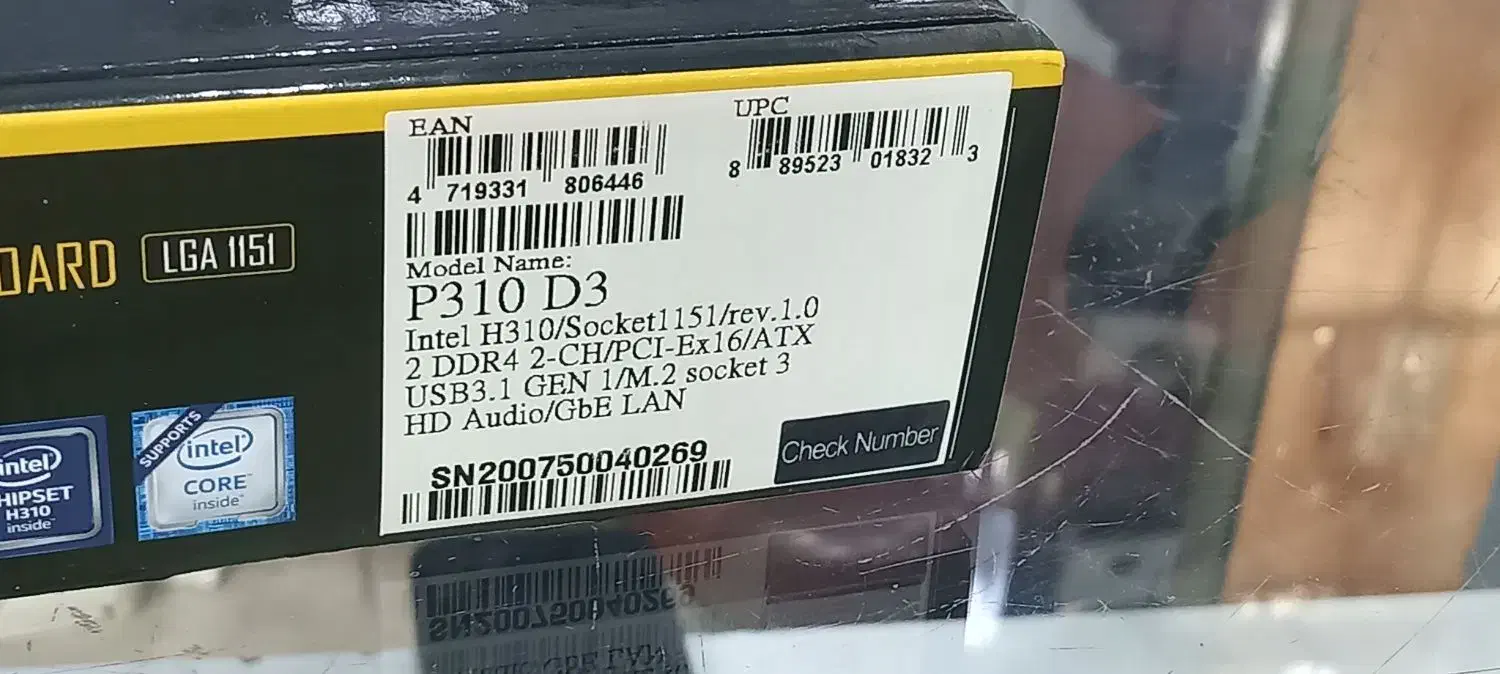 EAN
4 719331 806446
UPC
8 89523 01832 3
Model Name:
P310 D3
Intel H310/Socket1151/rev.1.0
2 DDR4 2-CH/PCI-Ex16/ATX
USB3.1 GEN 1/M.2 socket 3
HD Audio/GbE LAN
SN200750040269
Check Number
OARD
LGA 1151
intel
HIPSET
H310
inside
SUPPORTS
intel
CORE
inside